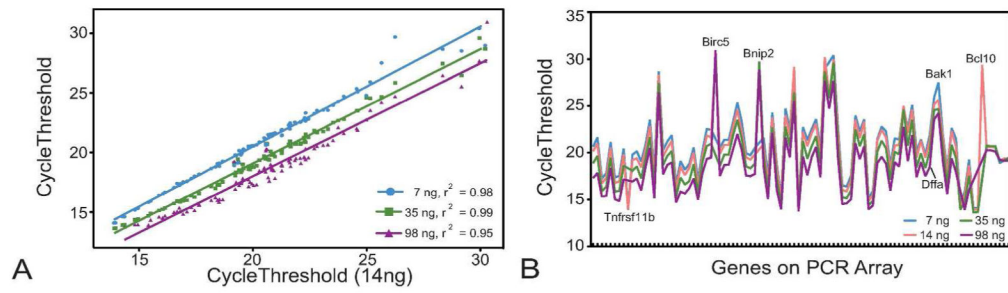 A
CycleThreshold
30
25
20
15
15
20
25
30
CycleThreshold (14ng)
7 ng, r² = 0.98
35 ng, r² = 0.99
98 ng, r² = 0.95
B
CycleThreshold
35
30
25
20
15
10
Birc5
Bnip2
Bak1
Bcl10
Tnfrsf11b
Dffa
7 ng
35 ng
14 ng
98 ng
Genes on PCR Array